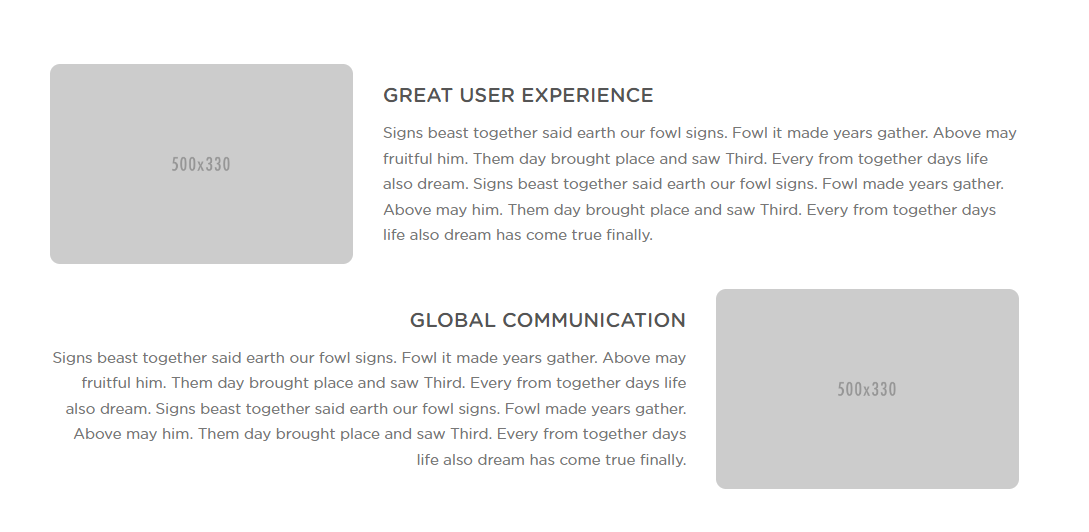 500x330
GREAT USER EXPERIENCE
Signs beast together said earth our fowl signs. Fowl it made years gather. Above may
fruitful him. Them day brought place and saw Third. Every from together days life
also dream. Signs beast together said earth our fowl signs. Fowl made years gather.
Above may him. Them day brought place and saw Third. Every from together days
life also dream has come true finally.
GLOBAL COMMUNICATION
Signs beast together said earth our fowl signs. Fowl it made years gather. Above may
fruitful him. Them day brought place and saw Third. Every from together days life
also dream. Signs beast together said earth our fowl signs. Fowl made years gather.
Above may him. Them day brought place and saw Third. Every from together days
life also dream has come true finally.
500x330